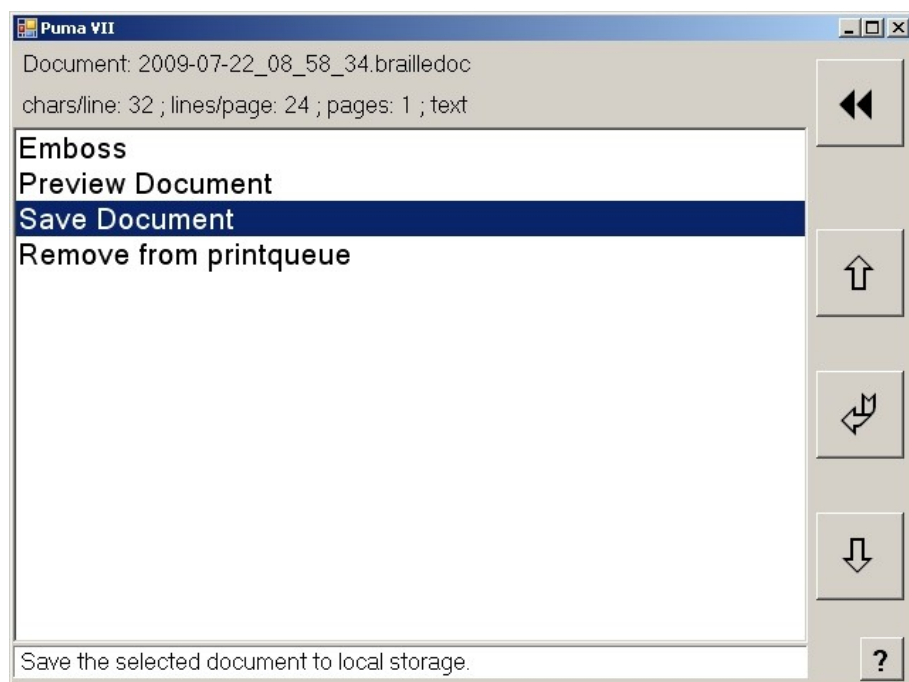 Puma VII
Document: 2009-07-22_08_58_34.brailledoc
chars/line: 32 ; lines/page: 24 ; pages: 1 ; text
Emboss
Preview Document
Save Document
Remove from printqueue
Save the selected document to local storage.
?